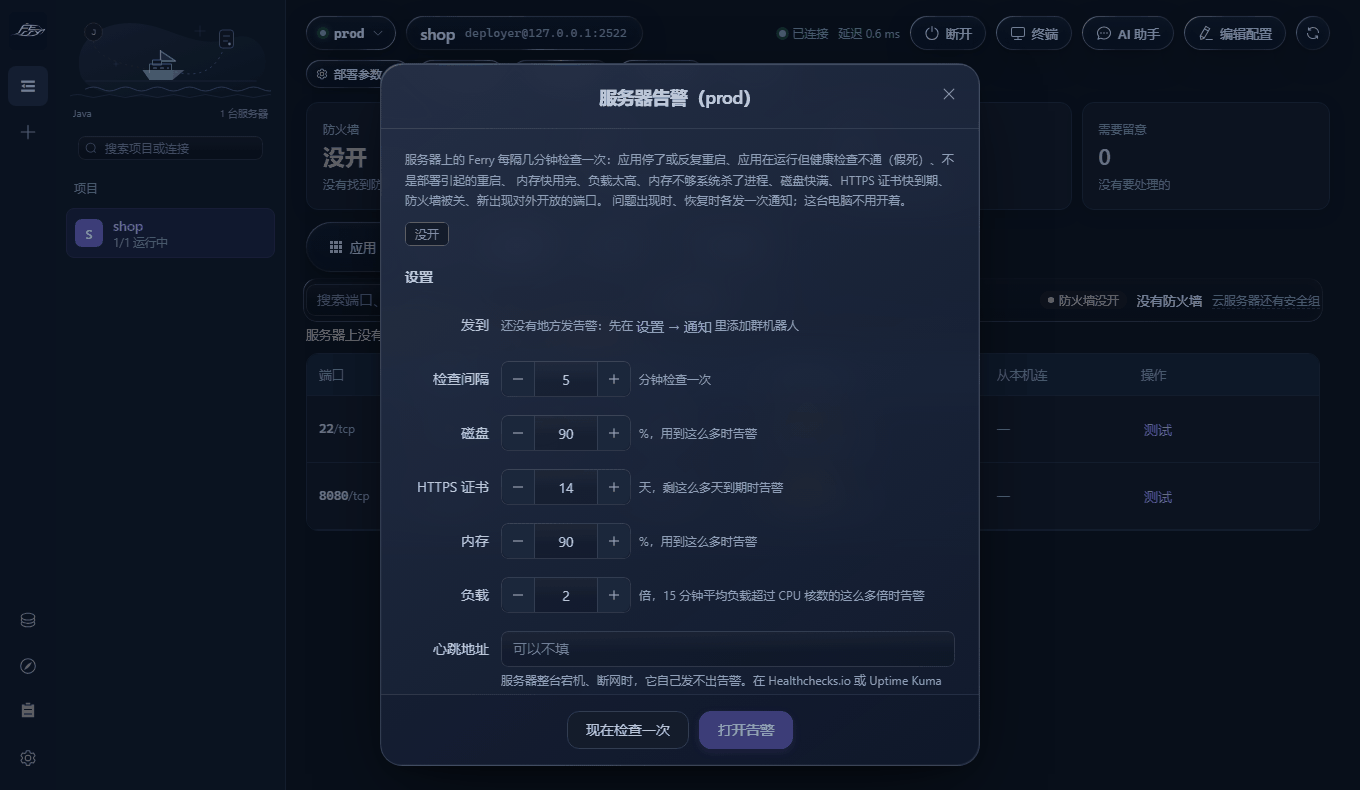 prod
shop deployer@127.0.0.1:2522
已连接 延迟 0.6 ms
断开
终端
AI 助手
编辑配置
部署参数
J
Java
1 台服务器
搜索项目或连接
项目
S
shop
1/1 运行中
防火墙
没开
没有找到防
需要留意
0
没有要处理的
应用
搜索端口、
防火墙没开
没有防火墙
云服务器还有安全组
服务器上没有
端口
从本机连
操作
22/tcp
—
测试
8080/tcp
—
测试
服务器告警（prod）
服务器上的 Ferry 每隔几分钟检查一次：应用停了或反复重启、应用在运行但健康检查不通（假死）、不
是部署引起的重启、 内存快用完、负载太高、内存不够系统杀了进程、磁盘快满、HTTPS 证书快到期、
防火墙被关、新出现对外开放的端口。 问题出现时、恢复时各发一次通知；这台电脑不用开着。
没开
设置
发到 还没有地方发告警：先在 设置 → 通知 里添加群机器人
检查间隔 − 5 + 分钟检查一次
磁盘 − 90 + %，用到这么多时告警
HTTPS 证书 − 14 + 天，剩这么多天到期时告警
内存 − 90 + %，用到这么多时告警
负载 − 2 + 倍，15 分钟平均负载超过 CPU 核数的这么多倍时告警
心跳地址 可以不填
服务器整台宕机、断网时，它自己发不出告警。在 Healthchecks.io 或 Uptime Kuma
现在检查一次
打开告警